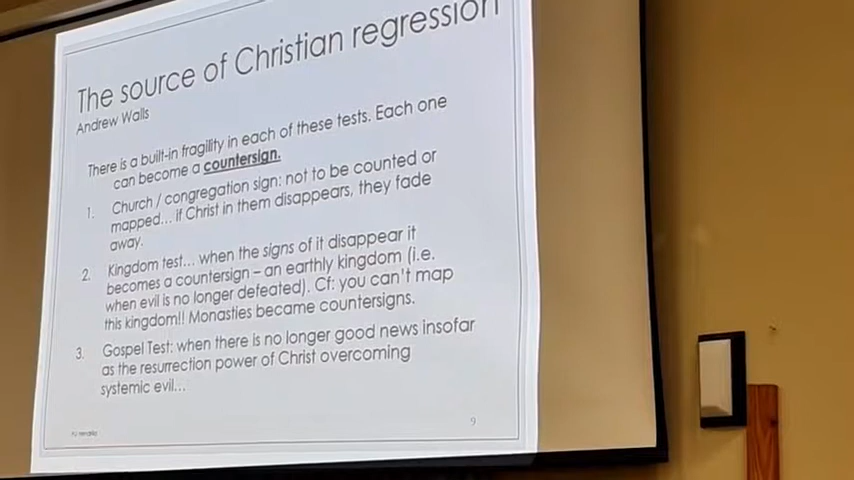 The source of Christian regression
Andrew Walls
There is a built-in fragility in each of these tests. Each one
can become a countersign.
1. Church / congregation sign: not to be counted or
mapped... if Christ in them disappears, they fade
away.
2. Kingdom test... when the signs of it disappear it
becomes a countersign – an earthly kingdom (i.e.
when evil is no longer defeated). Cf: you can't map
this kingdom!! Monasties became countersigns.
3. Gospel Test: when there is no longer good news insofar
as the resurrection power of Christ overcoming
systemic evil...
9